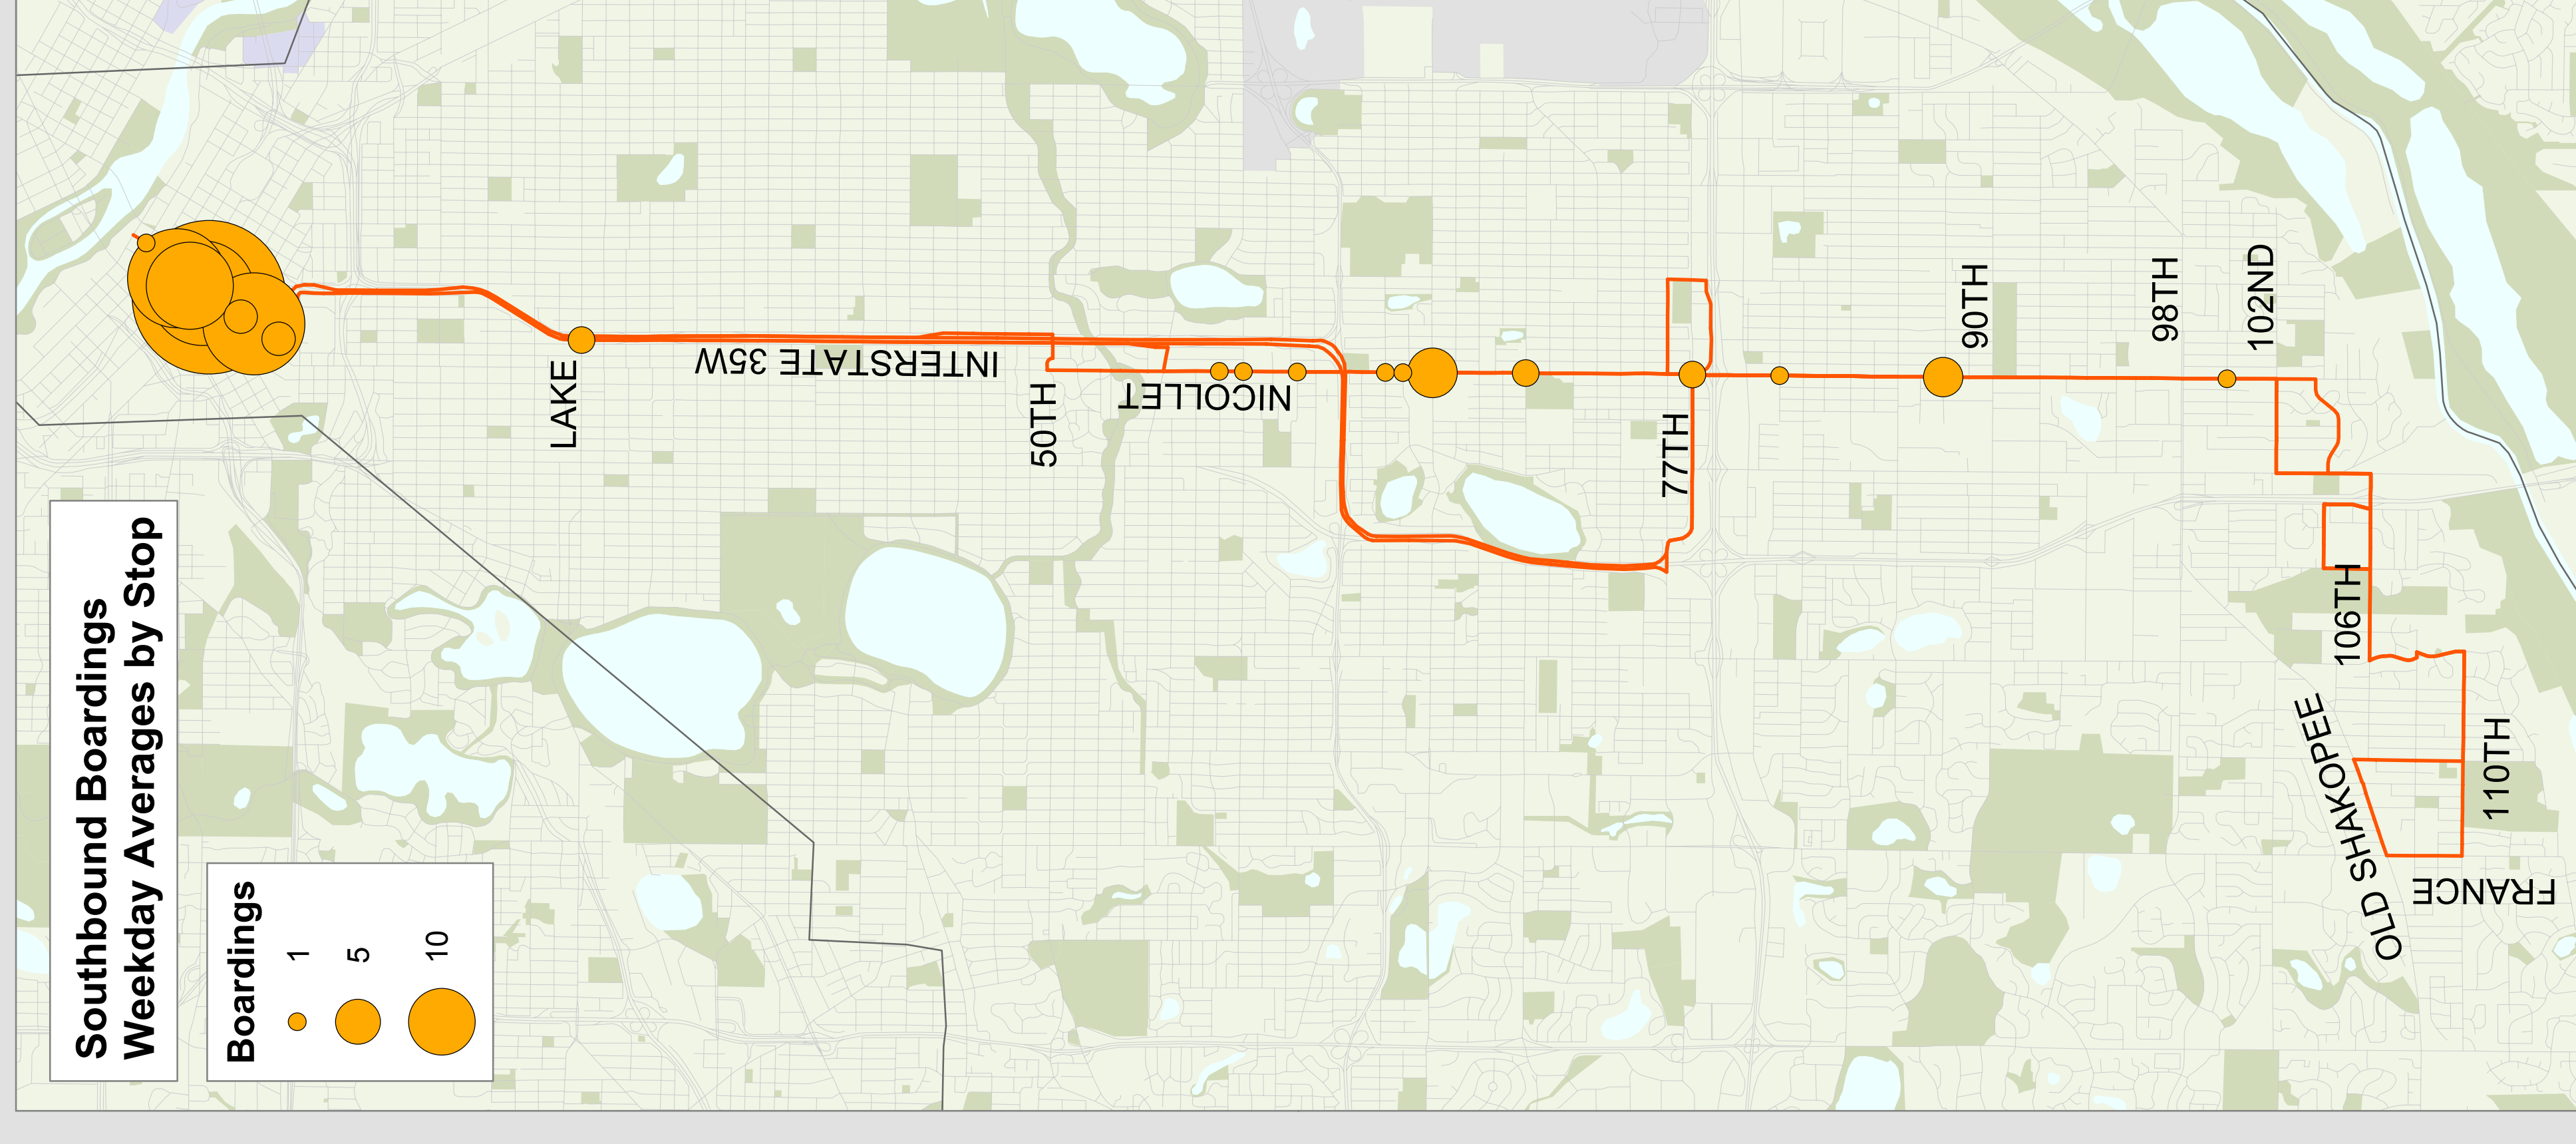 Southbound Boardings
Weekday Averages by Stop
Boardings
1
5
10
LAKE
INTERSTATE 35W
50TH
NICOLLET
77TH
90TH
98TH
102ND
106TH
OLD SHAKOPEE
110TH
FRANCE